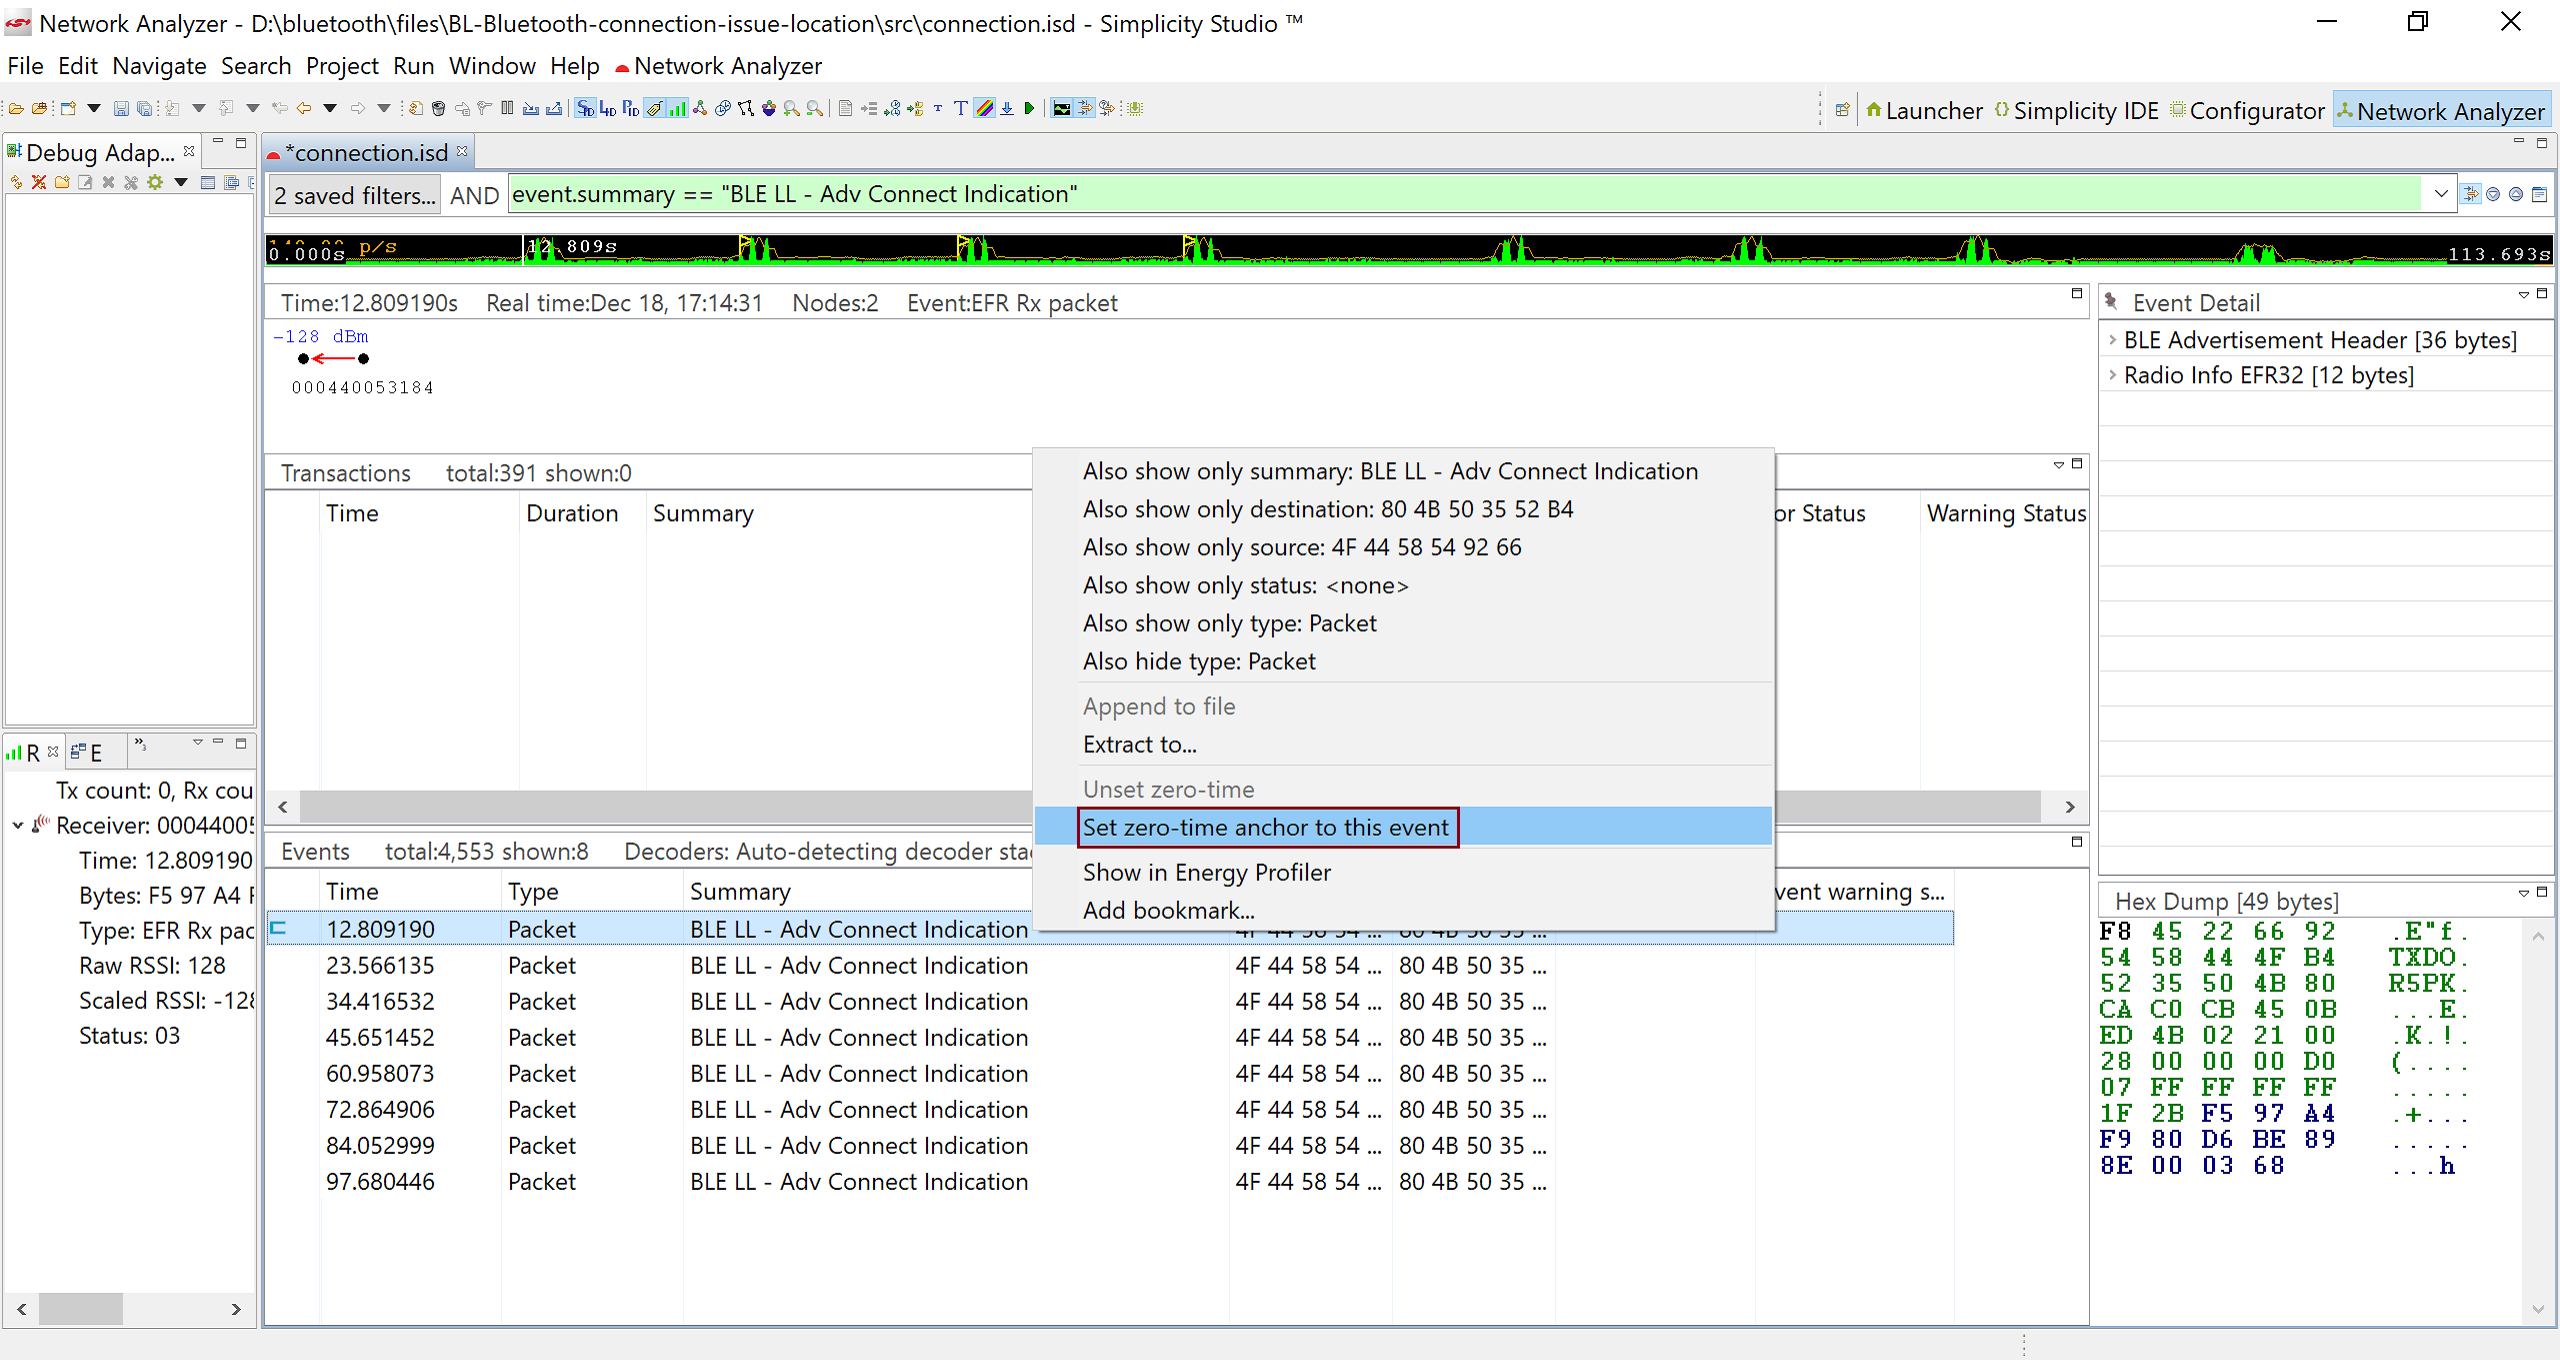 Network Analyzer - D:\bluetooth\files\BL-Bluetooth-connection-issue-location\src\connection.isd - Simplicity Studio ™
File Edit Navigate Search Project Run Window Help Network Analyzer
Launcher Simplicity IDE Configurator Network Analyzer
Debug Adap...
*connection.isd
2 saved filters... AND event.summary == "BLE LL - Adv Connect Indication"
p/s 12.809s
0.000s 113.693s
Time:12.809190s Real time:Dec 18, 17:14:31 Nodes:2 Event:EFR Rx packet
-128 dBm
000440053184
Event Detail
BLE Advertisement Header [36 bytes]
Radio Info EFR32 [12 bytes]
Transactions total:391 shown:0
Time Duration Summary or Status Warning Status
Also show only summary: BLE LL - Adv Connect Indication
Also show only destination: 80 4B 50 35 52 B4
Also show only source: 4F 44 58 54 92 66
Also show only status: <none>
Also show only type: Packet
Also hide type: Packet
Append to file
Extract to...
Unset zero-time
Set zero-time anchor to this event
Show in Energy Profiler
Add bookmark...
R E
Tx count: 0, Rx cou
Receiver: 00044005
Time: 12.809190
Bytes: F5 97 A4 F
Type: EFR Rx pac
Raw RSSI: 128
Scaled RSSI: -128
Status: 03
Events total:4,553 shown:8 Decoders: Auto-detecting decoder stac
Time Type Summary vent warning s...
12.809190 Packet BLE LL - Adv Connect Indication 4F 44 58 54 ... 80 4B 50 35 ...
23.566135 Packet BLE LL - Adv Connect Indication 4F 44 58 54 ... 80 4B 50 35 ...
34.416532 Packet BLE LL - Adv Connect Indication 4F 44 58 54 ... 80 4B 50 35 ...
45.651452 Packet BLE LL - Adv Connect Indication 4F 44 58 54 ... 80 4B 50 35 ...
60.958073 Packet BLE LL - Adv Connect Indication 4F 44 58 54 ... 80 4B 50 35 ...
72.864906 Packet BLE LL - Adv Connect Indication 4F 44 58 54 ... 80 4B 50 35 ...
84.052999 Packet BLE LL - Adv Connect Indication 4F 44 58 54 ... 80 4B 50 35 ...
97.680446 Packet BLE LL - Adv Connect Indication 4F 44 58 54 ... 80 4B 50 35 ...
Hex Dump [49 bytes]
F8 45 22 66 92 .E"f.
54 58 44 4F B4 TXDO.
52 35 50 4B 80 R5PK.
CA C0 CB 45 0B ...E.
ED 4B 02 21 00 .K.!.
28 00 00 00 D0 (....
07 FF FF FF FF .....
1F 2B F5 97 A4 .+...
F9 80 D6 BE 89 .....
8E 00 03 68 ...h